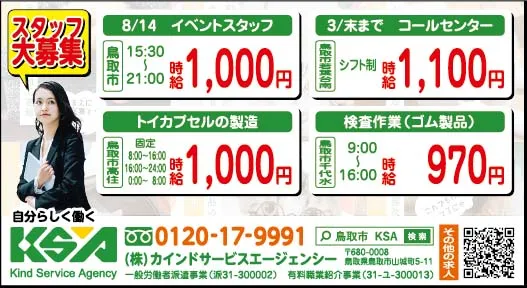 スタッフ
大募集
8/14 イベントスタッフ
鳥取市
15:30
～
21:00
時給
1,000円
3/末まで コールセンター
鳥取市若葉台南
シフト制
時給
1,100円
トイカプセルの製造
鳥取市高住
固定
8:00~16:00
16:00~24:00
0:00~ 8:00
時給
1,000円
検査作業(ゴム製品)
鳥取市千代水
9:00
～
16:00
時給
970円
自分らしく働く
KSA
Kind Service Agency
0120-17-9991
鳥取市 KSA 検索
(株)カインドサービスエージェンシー
〒680-0008
鳥取県鳥取市山城町5-11
一般労働者派遣事業(派31-300002) 有料職業紹介事業(31-ユ-300013)
その他の求人